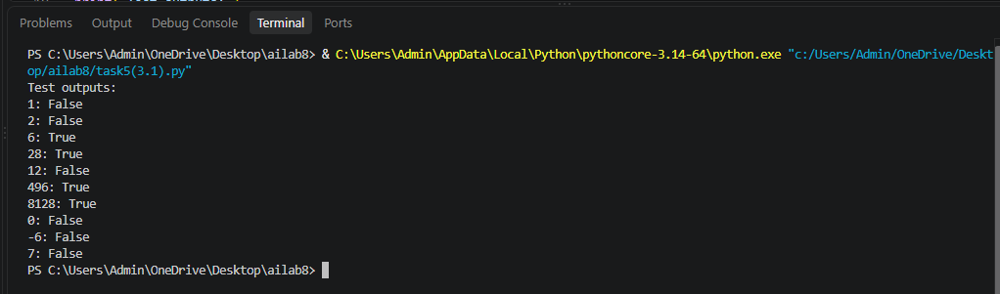 Problems Output Debug Console Terminal Ports
PS C:\Users\Admin\OneDrive\Desktop\ailab8> & C:\Users\Admin\AppData\Local\Python\pythoncore-3.14-64\python.exe "c:/Users/Admin/OneDrive/Deskt
op/ailab8/task5(3.1).py"
Test outputs:
1: False
2: False
6: True
28: True
12: False
496: True
8128: True
0: False
-6: False
7: False
PS C:\Users\Admin\OneDrive\Desktop\ailab8>